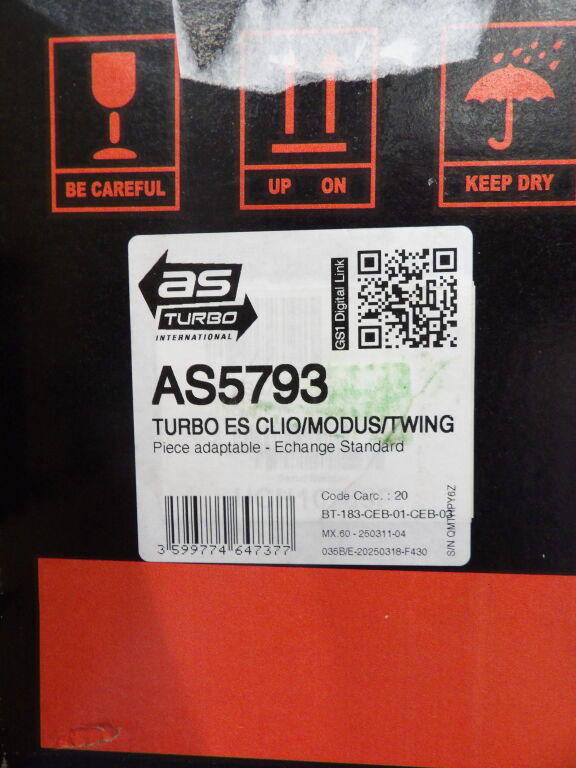 BE CAREFUL
UP ON
KEEP DRY
as
TURBO
INTERNATIONAL
GS1 Digital Link
AS5793
TURBO ES CLIO/MODUS/TWING
Piece adaptable - Echange Standard
Code Carc. : 20
BT-183-CEB-01-CEB-03
MX.60 - 250311-04
035B/E-20250318-F430
3 599774 647377